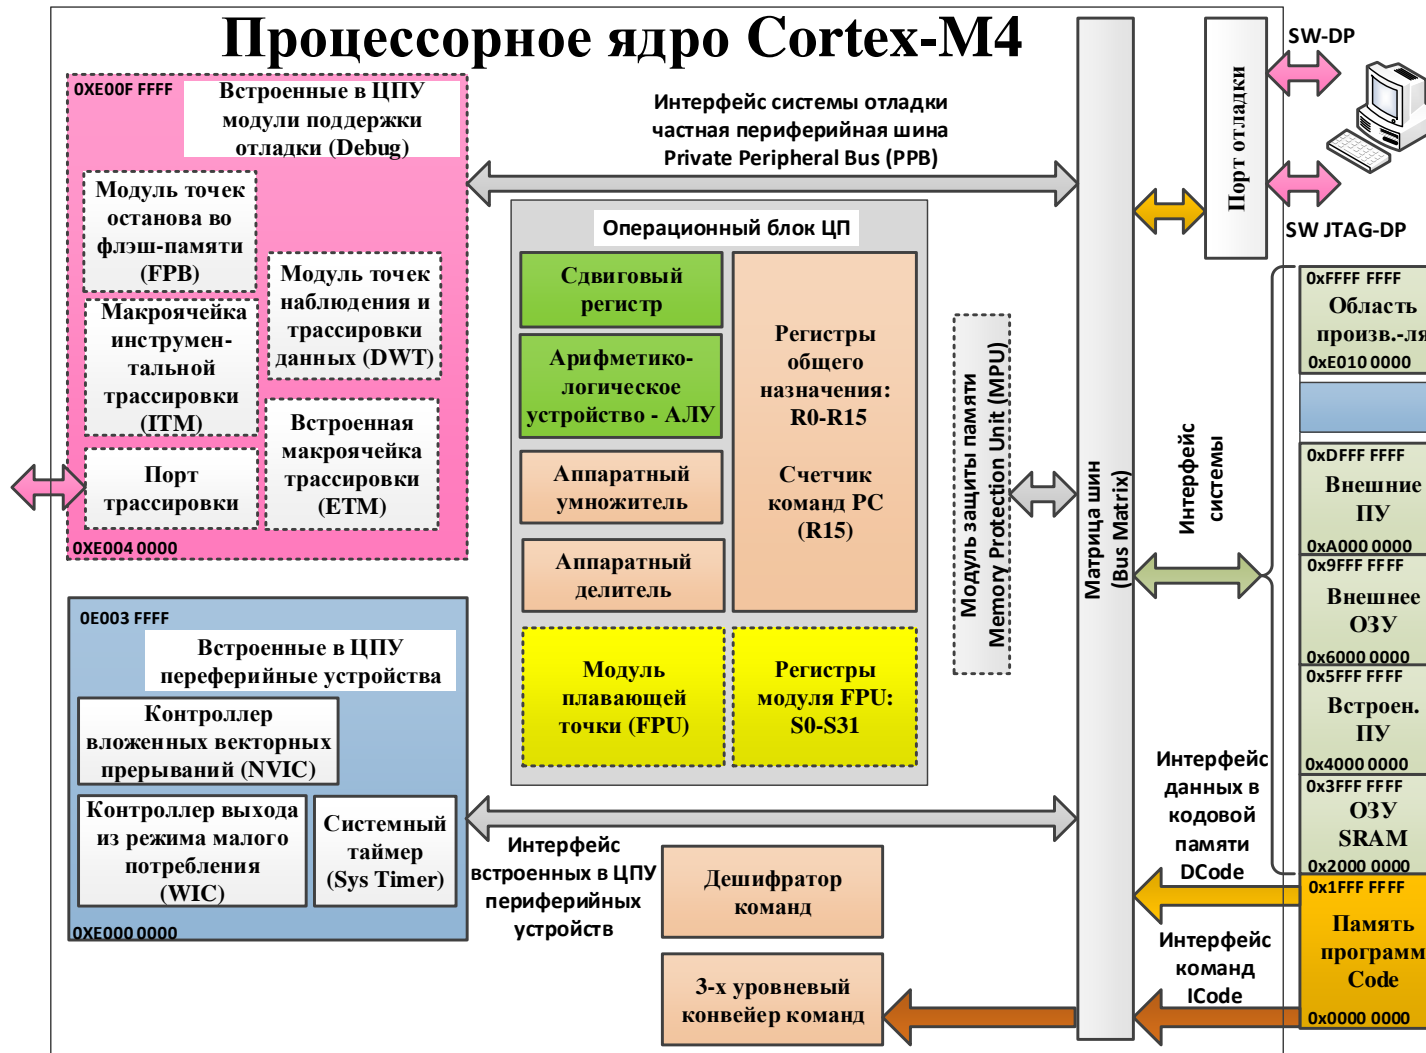 Процессорное ядро Cortex-M4
0XE00F FFFF
Встроенные в ЦПУ
модули поддержки
отладки (Debug)
Модуль точек
останова во
флэш-памяти
(FPB)
Модуль точек
наблюдения и
трассировки
данных (DWT)
Макроячейка
инструмен-
тальной
трассировки
(ITM)
Встроенная
макроячейка
трассировки
(ETM)
Порт
трассировки
0XE004 0000
0E003 FFFF
Встроенные в ЦПУ
переферийные устройства
Контроллер
вложенных векторных
прерываний (NVIC)
Контроллер выхода
из режима малого
потребления
(WIC)
Системный
таймер
(Sys Timer)
0XE000 0000
Интерфейс системы отладки
частная периферийная шина
Private Peripheral Bus (PPB)
Операционный блок ЦП
Сдвиговый
регистр
Арифметико-
логическое
устройство - АЛУ
Аппаратный
умножитель
Аппаратный
делитель
Регистры
общего
назначения:
R0-R15
Счетчик
команд PC
(R15)
Модуль
плавающей
точки (FPU)
Регистры
модуля FPU:
S0-S31
Интерфейс
встроенных в ЦПУ
периферийных
устройств
Дешифратор
команд
3-х уровневый
конвейер команд
Модуль защиты памяти
Memory Protection Unit (MPU)
Матрица шин
(Bus Matrix)
Порт отладки
SW-DP
SW JTAG-DP
Интерфейс
системы
Интерфейс
данных в
кодовой
памяти
DCode
Интерфейс
команд
ICode
0xFFFF FFFF
Область
произв.-ля
0xE010 0000
0xDFFF FFFF
Внешние
ПУ
0xA000 0000
0x9FFF FFFF
Внешнее
ОЗУ
0x6000 0000
0x5FFF FFFF
Встроен.
ПУ
0x4000 0000
0x3FFF FFFF
ОЗУ
SRAM
0x2000 0000
0x1FFF FFFF
Память
программ
Code
0x0000 0000